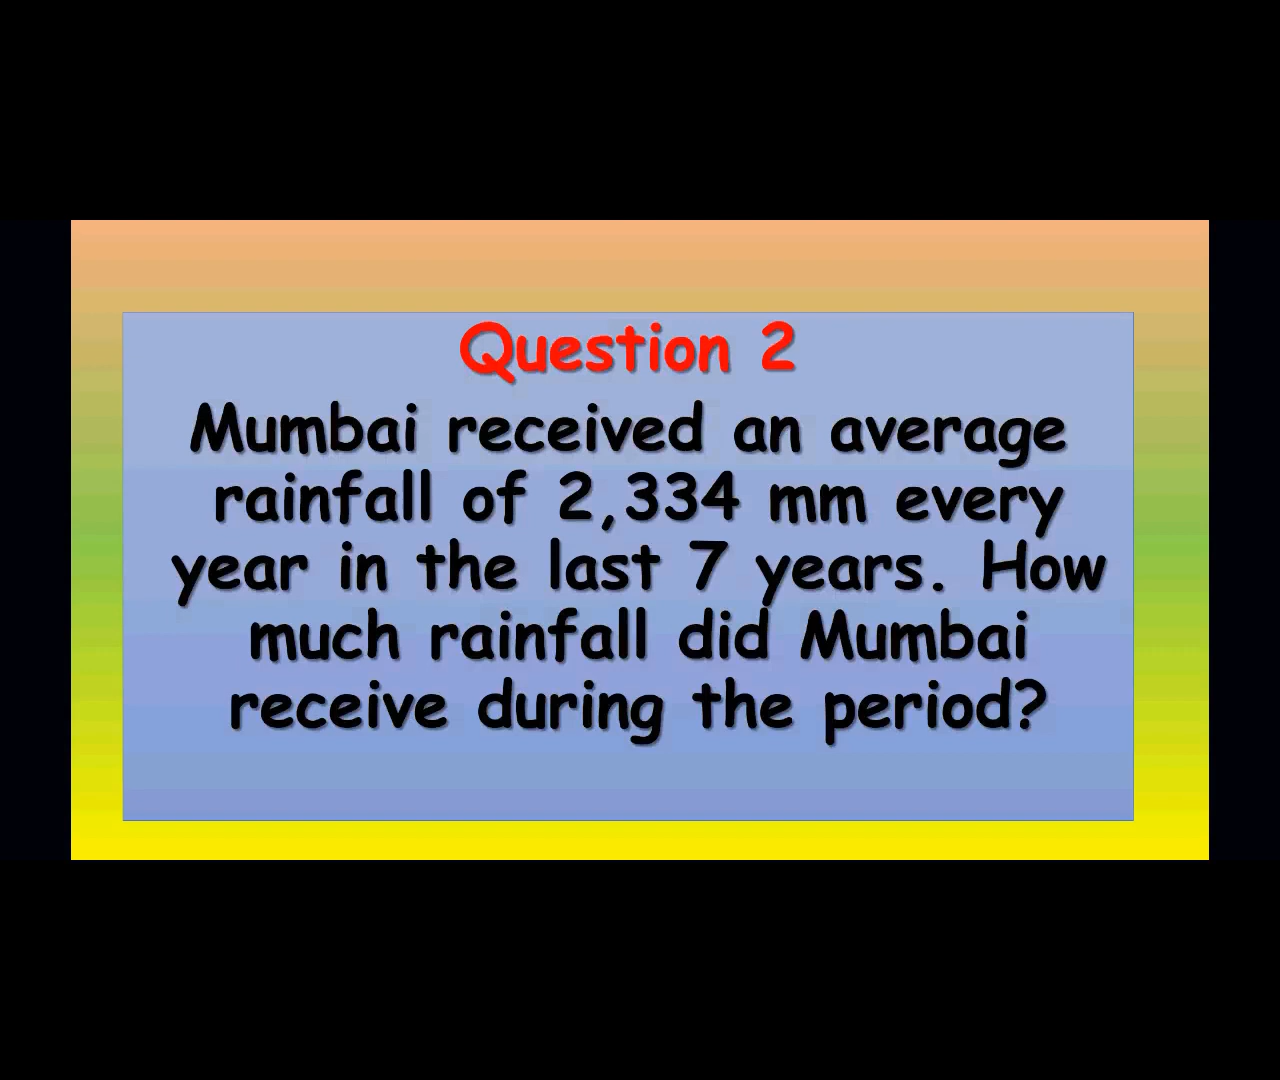 Question 2
Mumbai received an average
rainfall of 2,334 mm every
year in the last 7 years. How
much rainfall did Mumbai
receive during the period?